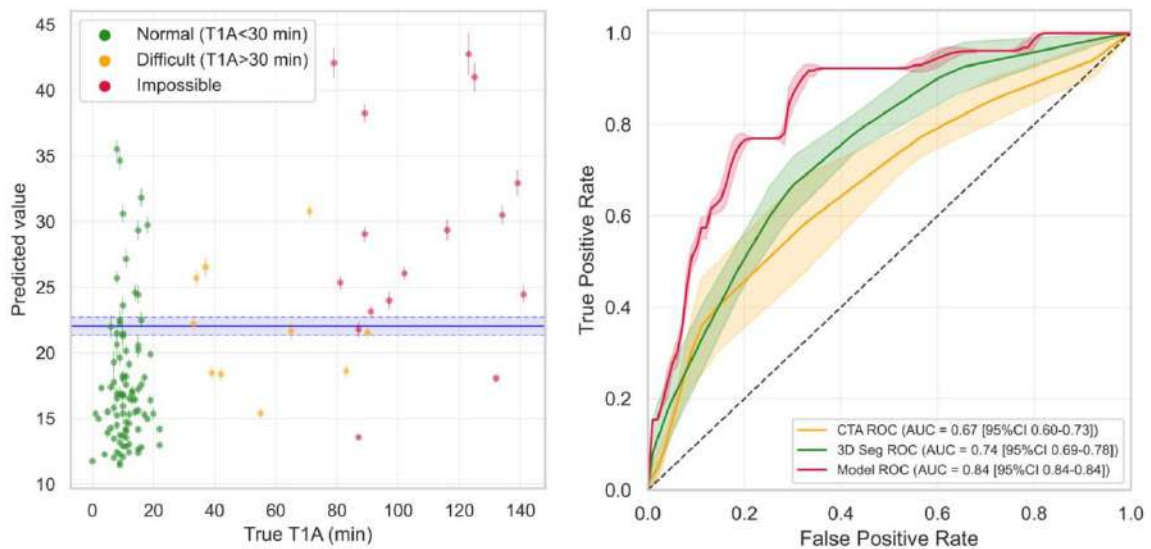 45
40
35
30
25
20
15
10
Predicted value
Normal (T1A<30 min)
Difficult (T1A>30 min)
Impossible
0 20 40 60 80 100 120 140
True T1A (min)
1.0
0.8
0.6
0.4
0.2
0.0
True Positive Rate
CTA ROC (AUC = 0.67 [95%CI 0.60-0.73])
3D Seg ROC (AUC = 0.74 [95%CI 0.69-0.78])
Model ROC (AUC = 0.84 [95%CI 0.84-0.84])
0.0 0.2 0.4 0.6 0.8 1.0
False Positive Rate